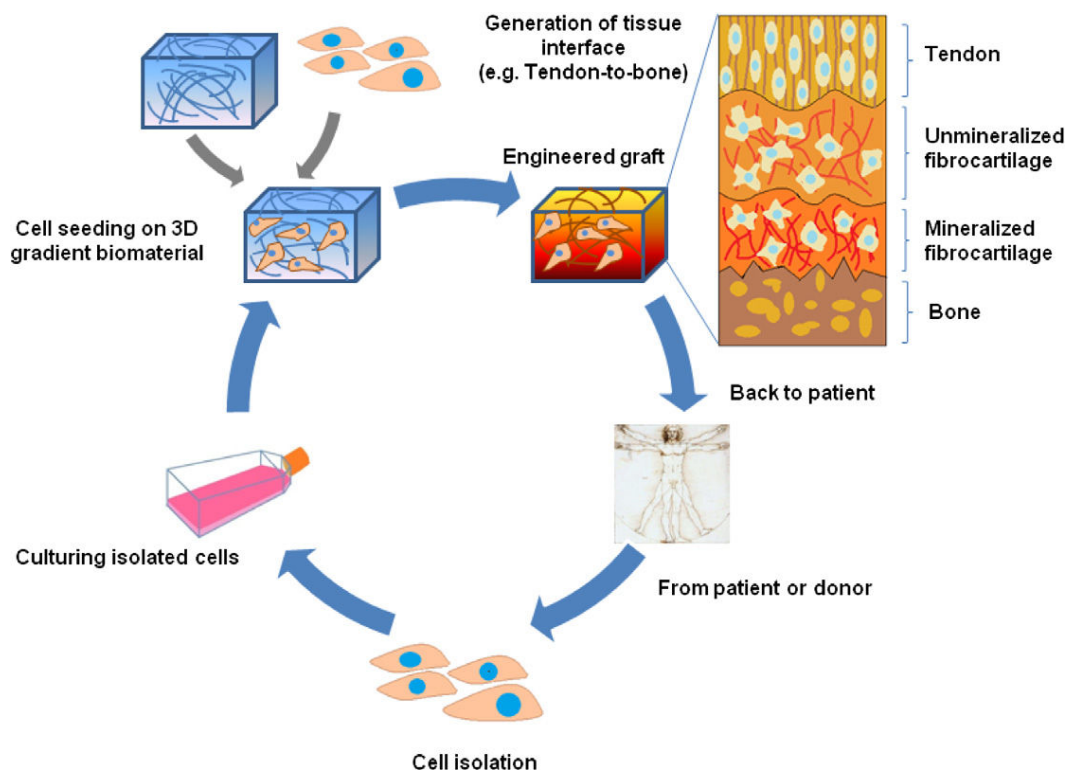 Generation of tissue
interface
(e.g. Tendon-to-bone)
Tendon
Unmineralized
fibrocartilage
Engineered graft
Cell seeding on 3D
gradient biomaterial
Mineralized
fibrocartilage
Bone
Back to patient
Culturing isolated cells
From patient or donor
Cell isolation